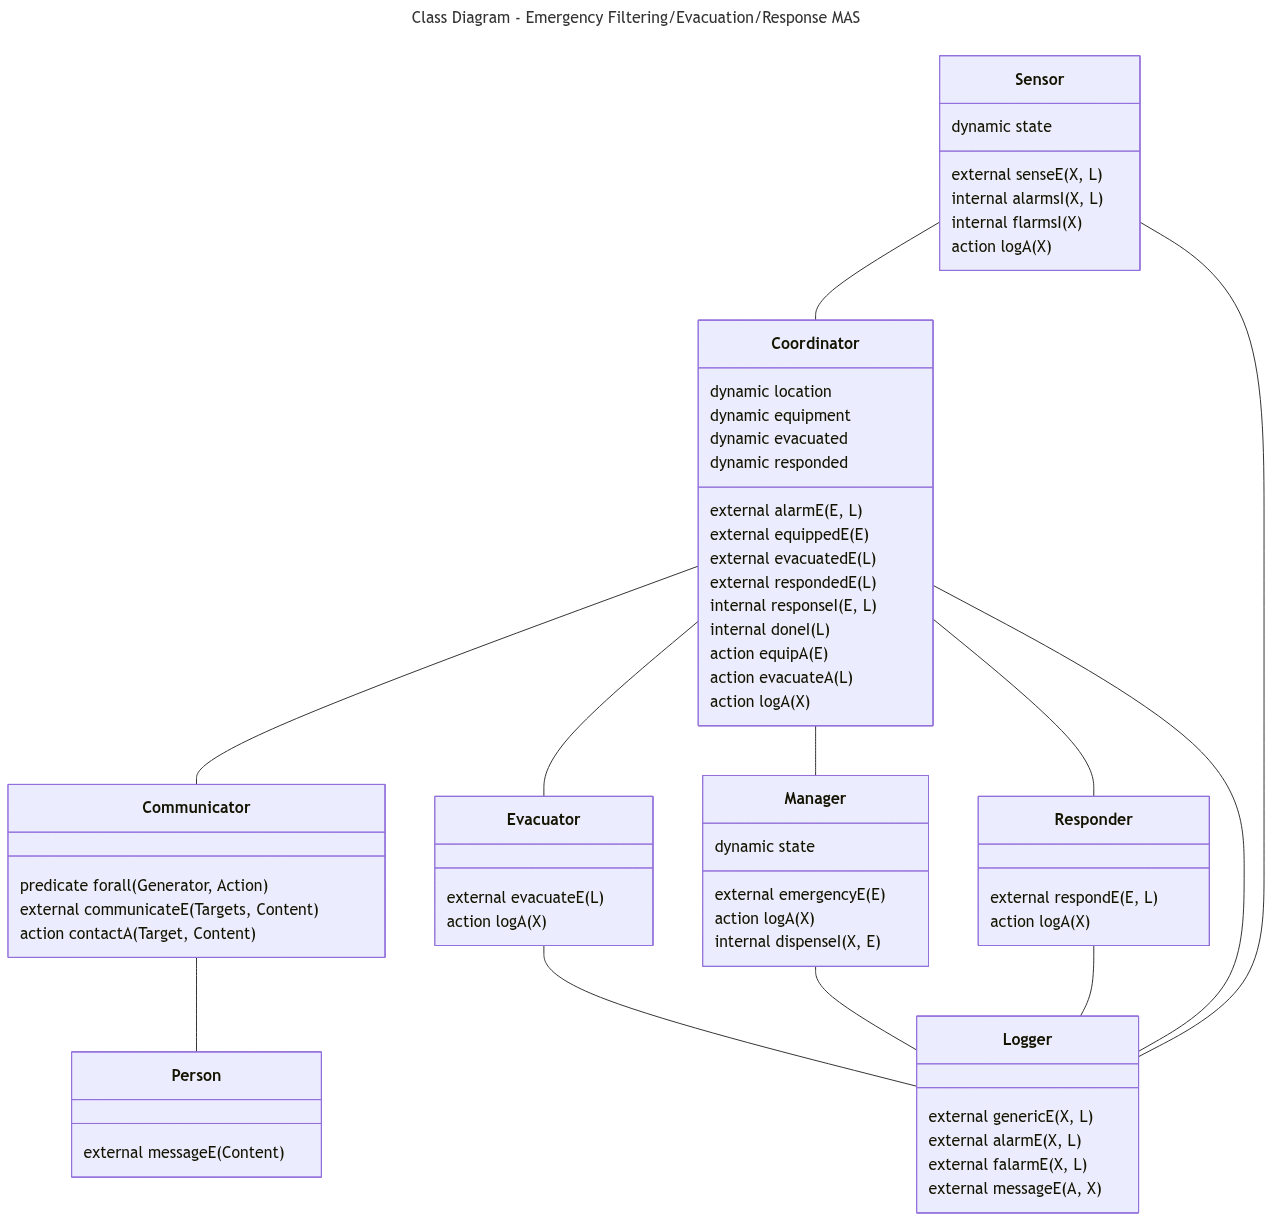 Class Diagram - Emergency Filtering/Evacuation/Response MAS
Sensor
dynamic state
external senseE(X, L)
internal alarmsI(X, L)
internal flarmsI(X)
action logA(X)
Coordinator
dynamic location
dynamic equipment
dynamic evacuated
dynamic responded
external alarmE(E, L)
external equippedE(E)
external evacuatedE(L)
external respondedE(L)
internal responseI(E, L)
internal doneI(L)
action equipA(E)
action evacuateA(L)
action logA(X)
Communicator
predicate forall(Generator, Action)
external communicateE(Targets, Content)
action contactA(Target, Content)
Evacuator
external evacuateE(L)
action logA(X)
Manager
dynamic state
external emergencyE(E)
action logA(X)
internal dispenseI(X, E)
Responder
external respondE(E, L)
action logA(X)
Person
external messageE(Content)
Logger
external genericE(X, L)
external alarmE(X, L)
external falarmE(X, L)
external messageE(A, X)